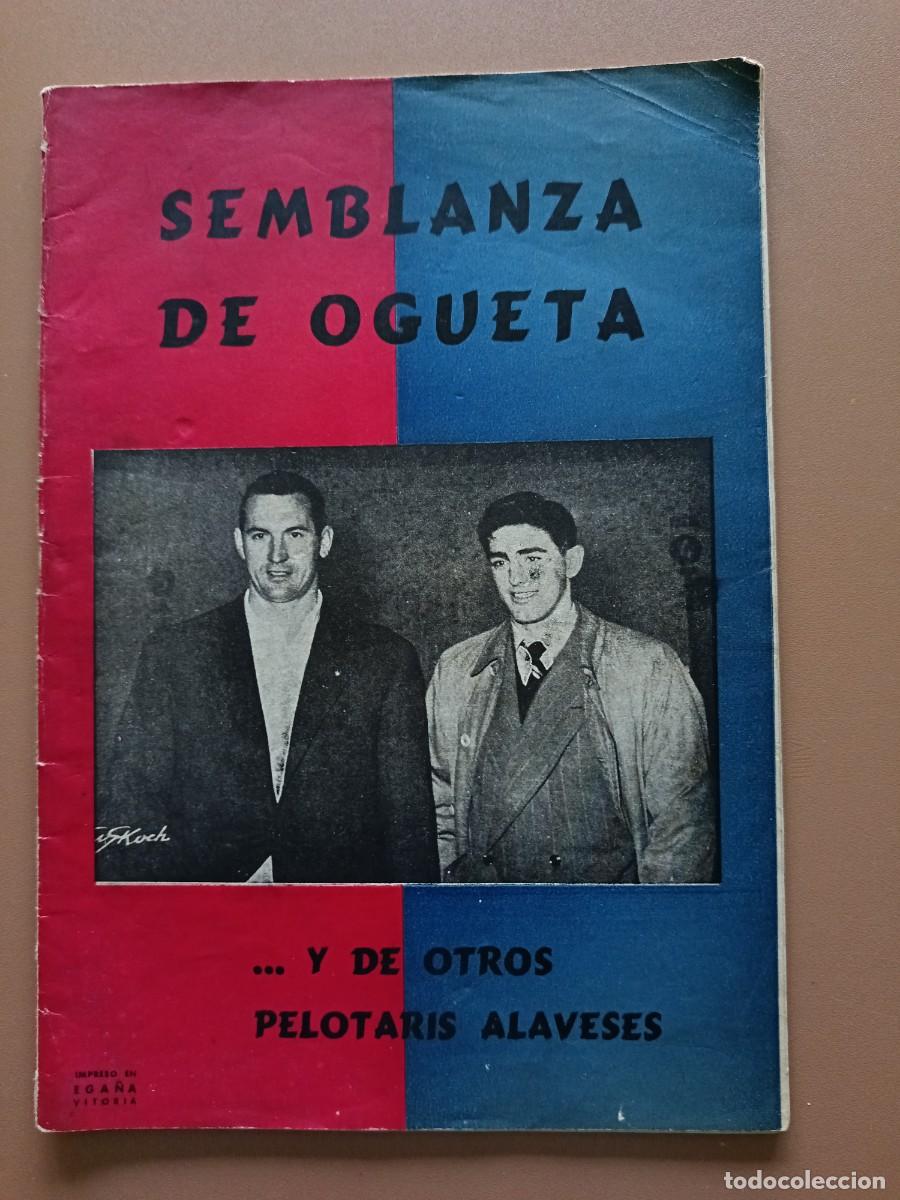 SEMBLANZA
DE OGUETA
Koch
... Y DE OTROS
PELOTARIS ALAVESES
IMPRESO EN
EGAÑA
VITORIA
todocoleccion